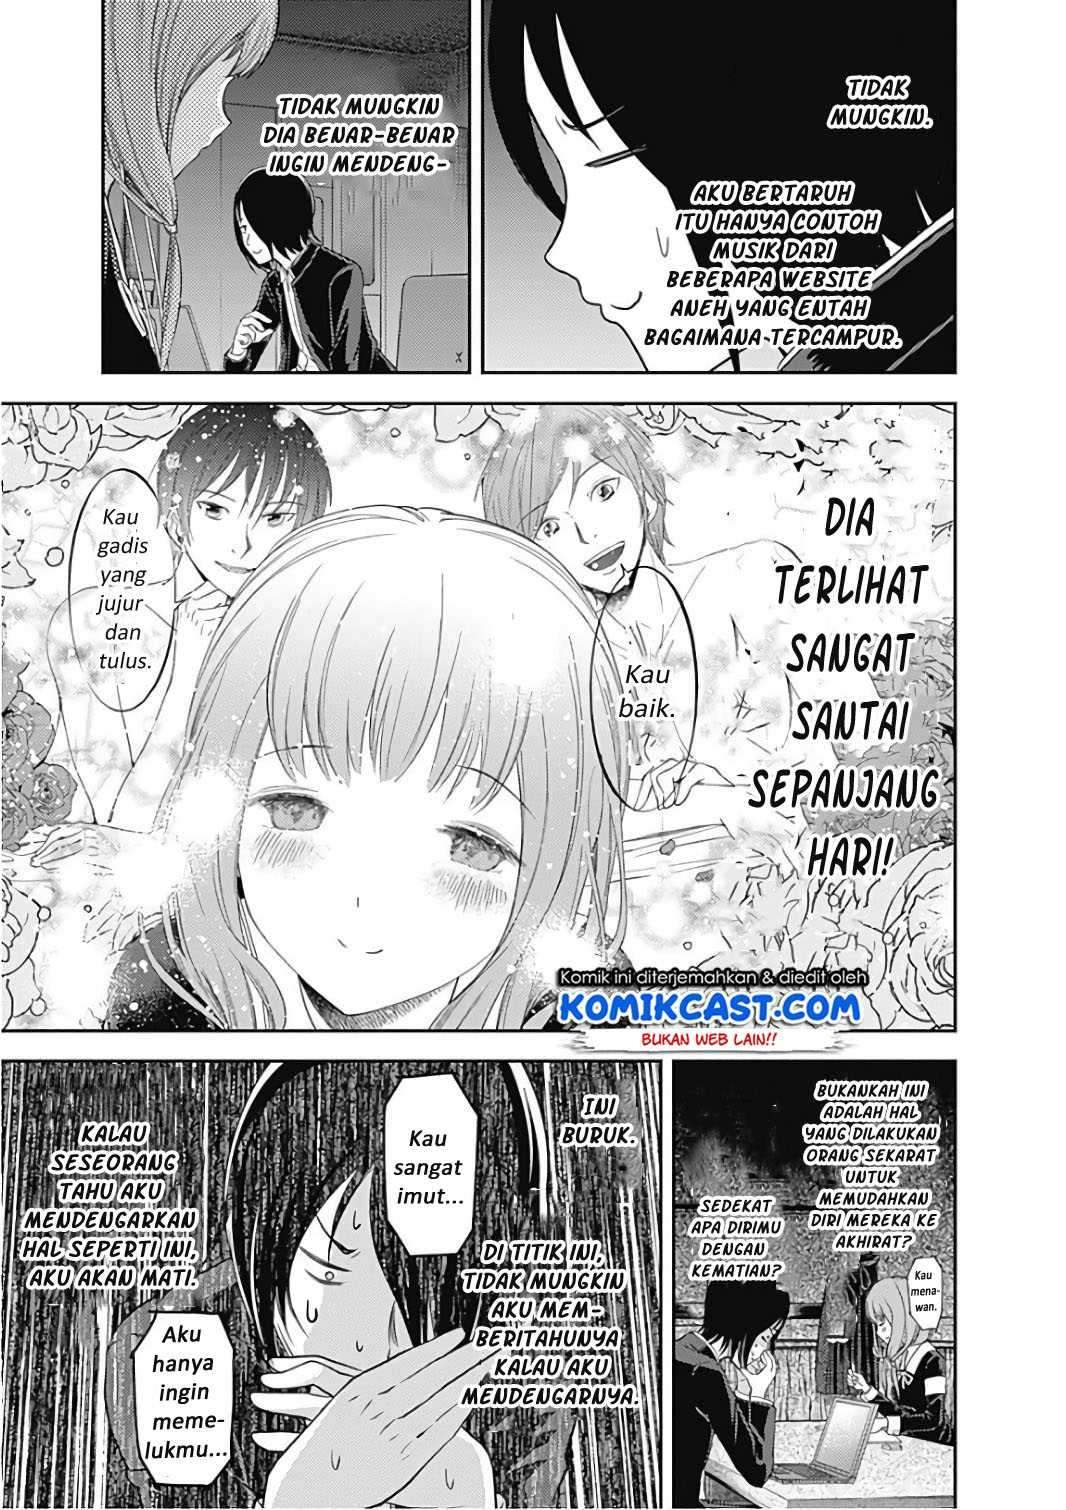 TIDAK
MUNGKIN.
AKU BERTARUH
ITU HANYA CONTOH
MUSIK DARI
BEBERAPA WEBSITE
ANEH YANG ENTAH
BAGAIMANA TERCAMPUR.
TIDAK MUNGKIN
DIA BENAR-BENAR
INGIN MENDENG-
DIA
TERLIHAT
SANGAT
SANTAI
SEPANJANG
HARI!
Kau
baik.
Kau
gadis
yang
jujur
dan
tulus.
Komik ini diterjemahkan & diedit oleh
KOMIKCAST.COM
BUKAN WEB LAIN!!
BUKANKAH INI
ADALAH HAL
YANG DILAKUKAN
ORANG SEKARAT
UNTUK
MEMUDAHKAN
DIRI MEREKA KE
AKHIRAT?
SEDEKAT
APA DIRIMU
DENGAN
KEMATIAN?
Kau
mena-
wan.
INI
BURUK.
Kau
sangat
imut...
DI TITIK INI,
TIDAK MUNGKIN
AKU MEM-
BERITAHUNYA
KALAU AKU
MENDENGARNYA.
KALAU
SESEORANG
TAHU AKU
MENDENGARKAN
HAL SEPERTI INI,
AKU AKAN MATI.
Aku
hanya
ingin
meme-
lukmu...